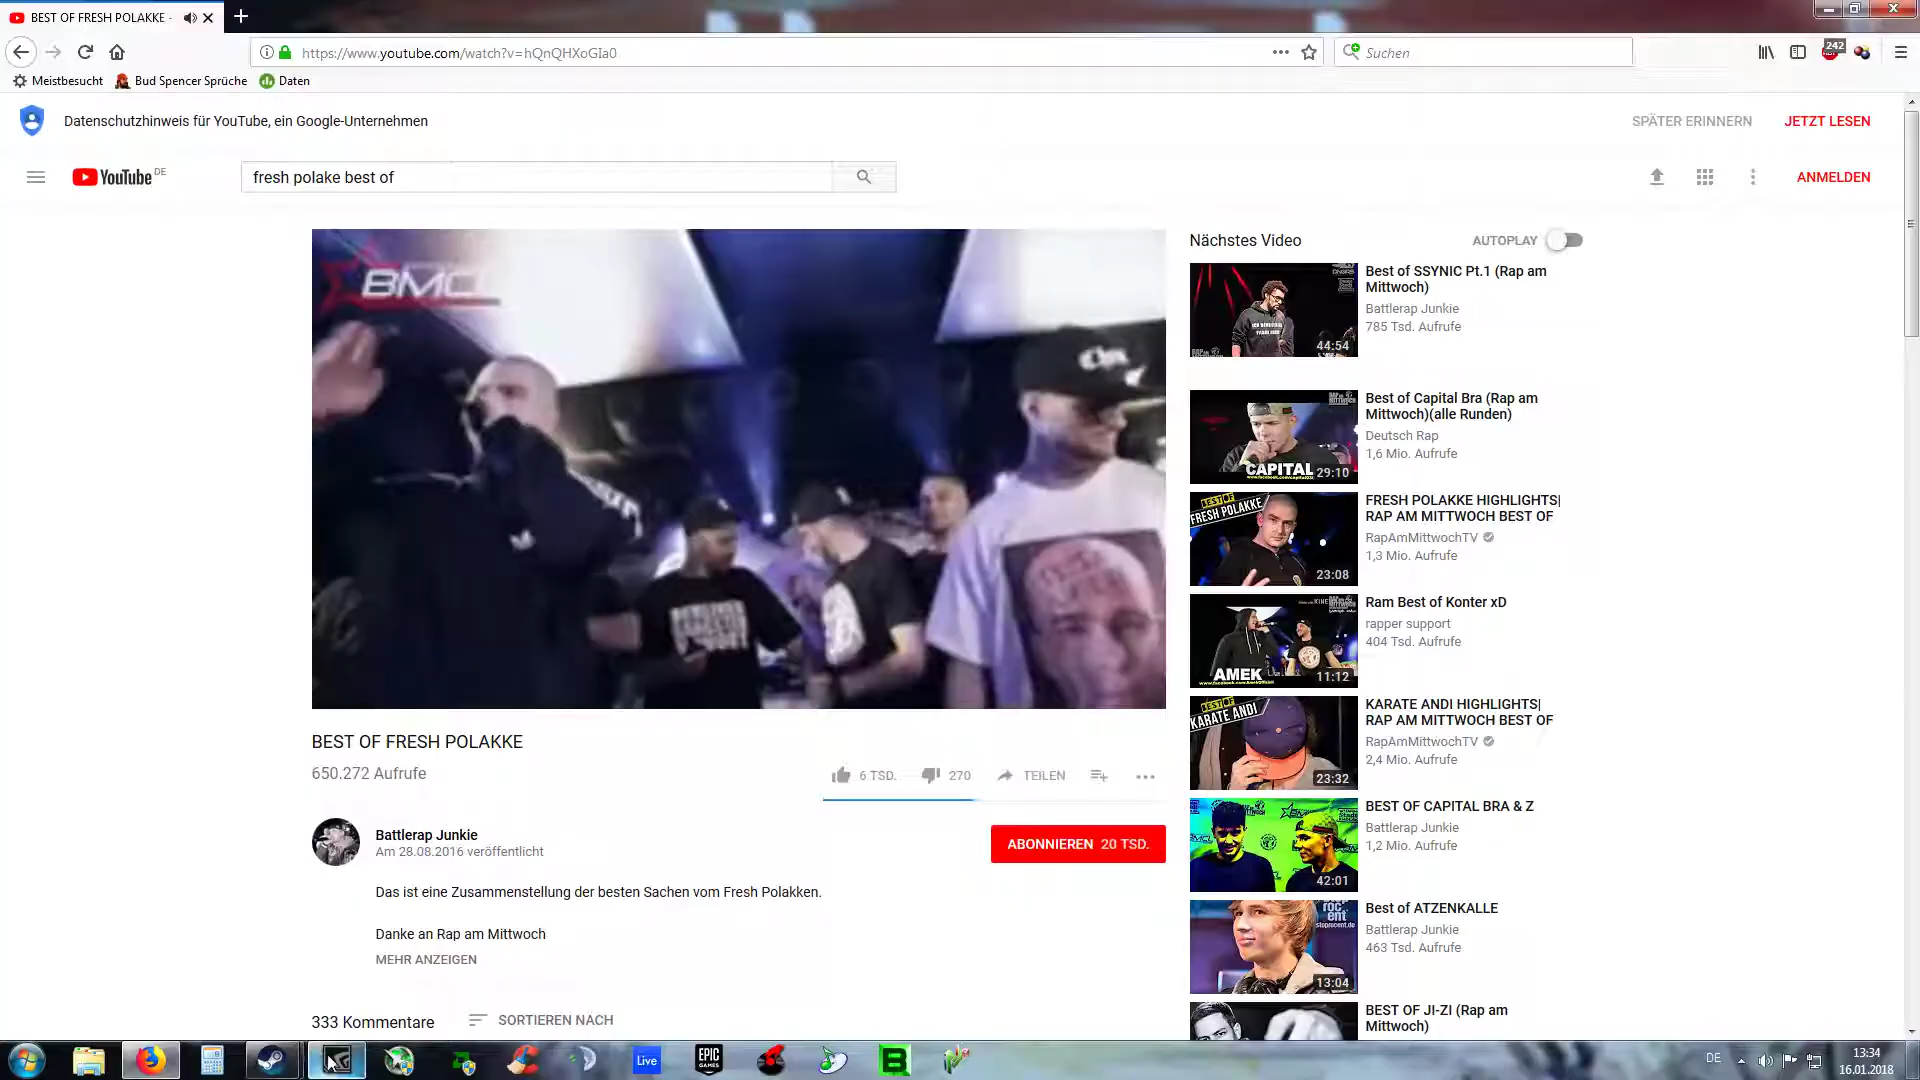 BEST OF FRESH POLAKKE -
https://www.youtube.com/watch?v=hQnQHXoGIa0
Suchen
242
Meistbesucht
Bud Spencer Sprüche
Daten
Datenschutzhinweis für YouTube, ein Google-Unternehmen
SPÄTER ERINNERN
JETZT LESEN
YouTube DE
fresh polake best of
ANMELDEN
BMCL
Nächstes Video
AUTOPLAY
44:54
Best of SSYNIC Pt.1 (Rap am
Mittwoch)
Battlerap Junkie
785 Tsd. Aufrufe
CAPITAL
29:10
Best of Capital Bra (Rap am
Mittwoch)(alle Runden)
Deutsch Rap
1,6 Mio. Aufrufe
BEST OF
FRESH POLAKKE
23:08
FRESH POLAKKE HIGHLIGHTS|
RAP AM MITTWOCH BEST OF
RapAmMittwochTV
1,3 Mio. Aufrufe
AMEK
11:12
Ram Best of Konter xD
rapper support
404 Tsd. Aufrufe
BEST OF
KARATE ANDI
23:32
KARATE ANDI HIGHLIGHTS|
RAP AM MITTWOCH BEST OF
RapAmMittwochTV
2,4 Mio. Aufrufe
BMCL
42:01
BEST OF CAPITAL BRA & Z
Battlerap Junkie
1,2 Mio. Aufrufe
13:04
Best of ATZENKALLE
Battlerap Junkie
463 Tsd. Aufrufe
BEST OF JI-ZI (Rap am
Mittwoch)
BEST OF FRESH POLAKKE
650.272 Aufrufe
6 TSD.
270
TEILEN
Battlerap Junkie
Am 28.08.2016 veröffentlicht
ABONNIEREN 20 TSD.
Das ist eine Zusammenstellung der besten Sachen vom Fresh Polakken.
Danke an Rap am Mittwoch
MEHR ANZEIGEN
333 Kommentare
SORTIEREN NACH
Live
EPIC
GAMES
B
DE
13:34
16.01.2018